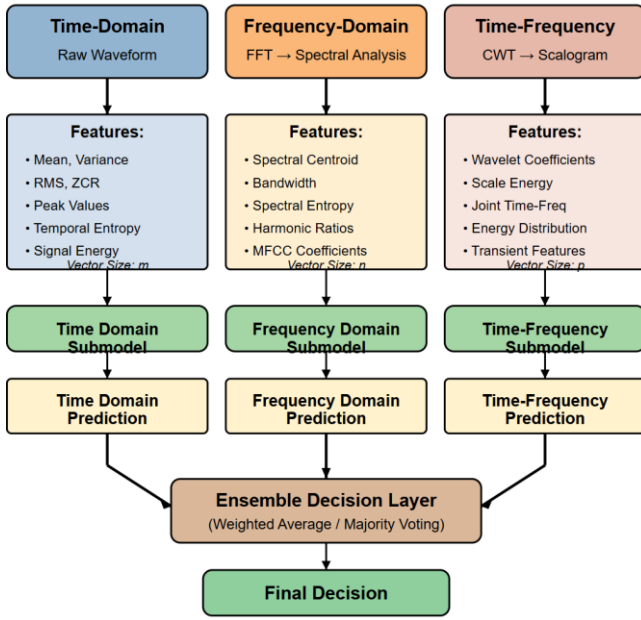 Time-Domain
Raw Waveform
Frequency-Domain
FFT → Spectral Analysis
Time-Frequency
CWT → Scalogram
Features:
• Mean, Variance
• RMS, ZCR
• Peak Values
• Temporal Entropy
• Signal Energy
Vector Size: m
Features:
• Spectral Centroid
• Bandwidth
• Spectral Entropy
• Harmonic Ratios
• MFCC Coefficients
Vector Size: n
Features:
• Wavelet Coefficients
• Scale Energy
• Joint Time-Freq
• Energy Distribution
• Transient Features
Vector Size: p
Time Domain
Submodel
Frequency Domain
Submodel
Time-Frequency
Submodel
Time Domain
Prediction
Frequency Domain
Prediction
Time-Frequency
Prediction
Ensemble Decision Layer
(Weighted Average / Majority Voting)
Final Decision